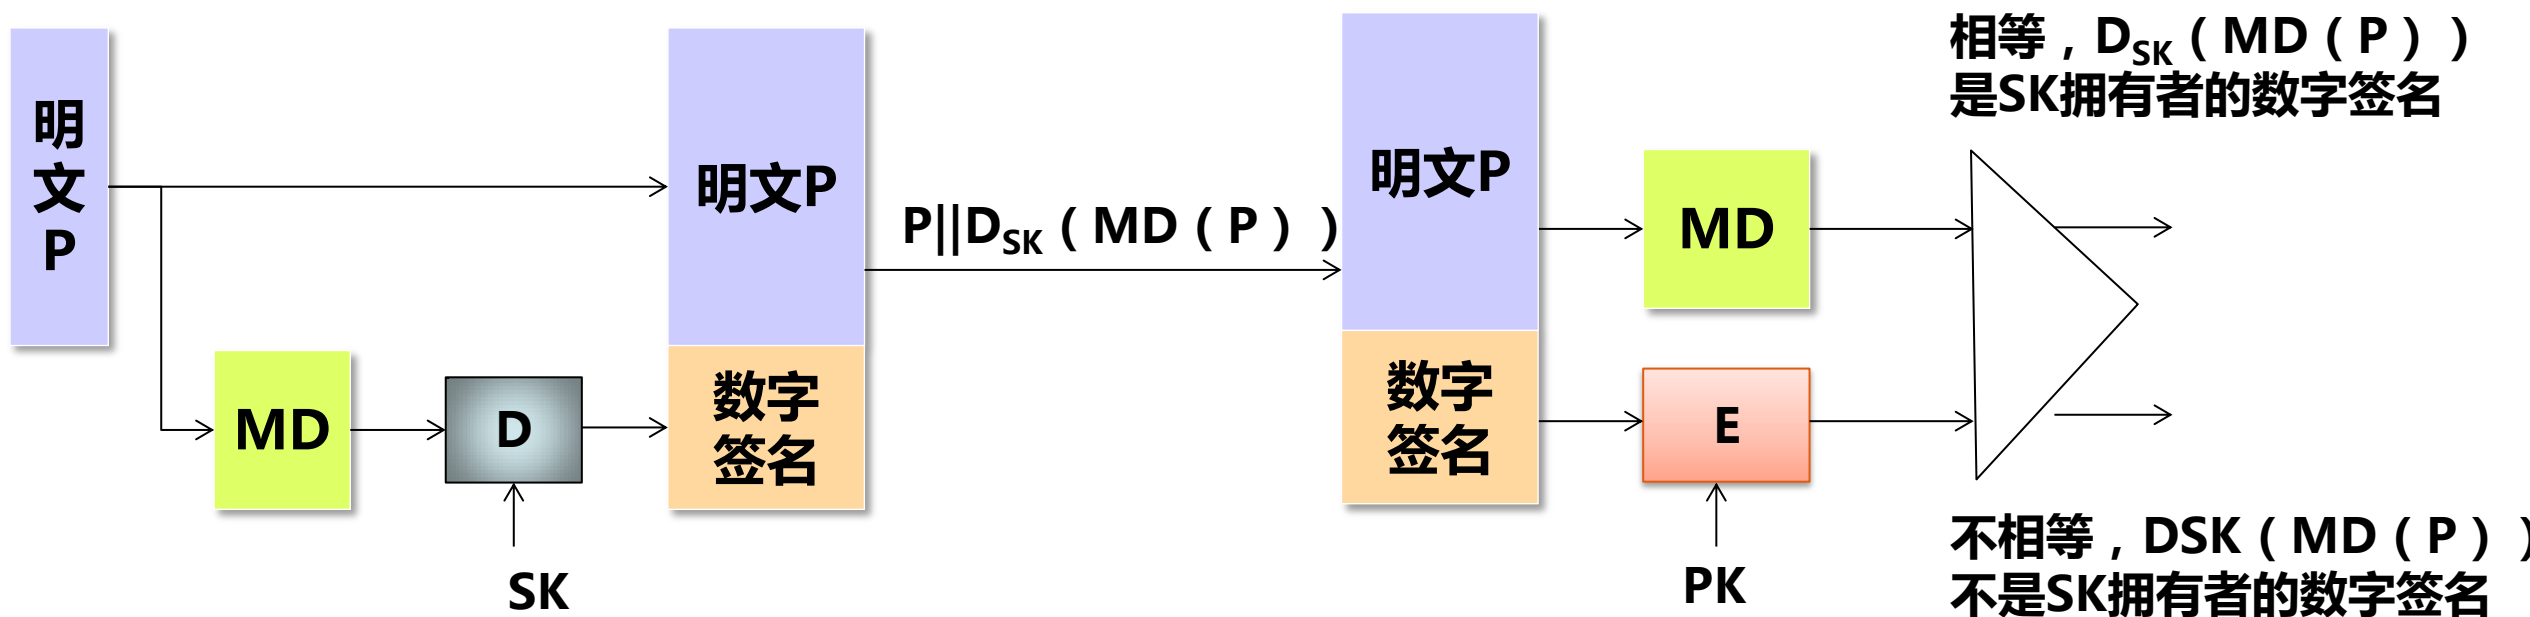 明
文
P
MD
D
SK
明文P
数字
签名
P||DSK（MD（P））
明文P
数字
签名
MD
E
PK
相等，DSK（MD（P））
是SK拥有者的数字签名
不相等，DSK（MD（P））
不是SK拥有者的数字签名